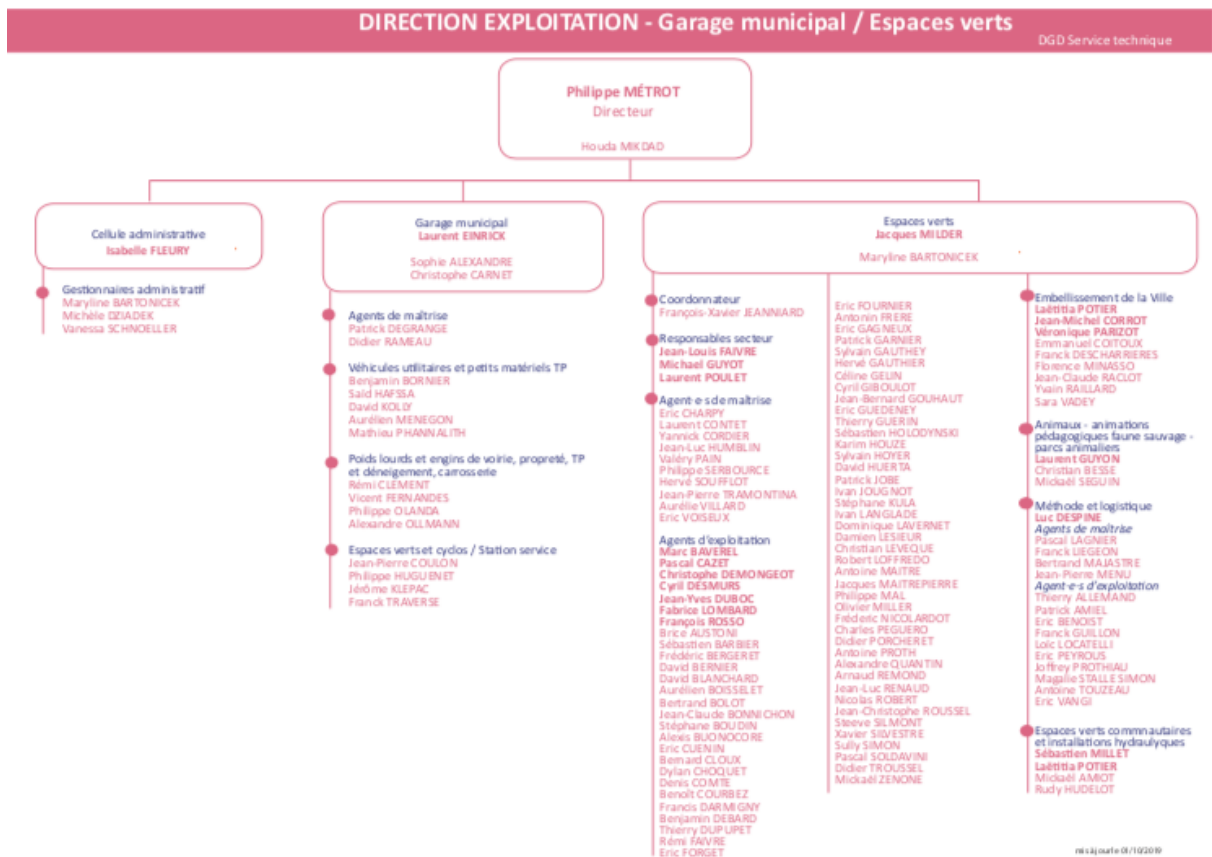 DIRECTION EXPLOITATION - Garage municipal / Espaces verts
DGD Service technique
Philippe MÉTROT
Directeur
Houda MIKDAD
Cellule administrative
Isabelle FLEURY
Gestionnaires administratif
Maryline BARTONICEK
Michèle DZIADEK
Vanessa SCHNOELLER
Garage municipal
Laurent EINRICK
Sophie ALEXANDRE
Christophe CARNET
Agents de maîtrise
Patrick DEGRANGE
Didier RAMEAU
Véhicules utilitaires et petits matériels TP
Benjamin BORNIER
Saïd HAFSSA
David KOLLY
Aurélien MENEGON
Mathieu PHANNALITH
Poids lourds et engins de voirie, propreté, TP
et déneigement, carrosserie
Rémi CLEMENT
Vicent FERNANDES
Philippe OLANDA
Alexandre OLLMANN
Espaces verts et cyclos / Station service
Jean-Pierre COULON
Philippe HUGUENET
Jérôme KLEPAC
Franck TRAVERSE
Espaces verts
Jacques MILDER
Maryline BARTONICEK
Coordonnateur
François-Xavier JEANNIARD
Responsables secteur
Jean-Louis FAIVRE
Michael GUYOT
Laurent POULET
Agent·e·s de maîtrise
Eric CHARPY
Laurent CONTET
Yannick CORDIER
Jean-Luc HUMBLIN
Valéry PAIN
Philippe SERBOURCE
Hervé SOUFFLOT
Jean-Pierre TRAMONTINA
Aurélie VILLARD
Eric VOISEUX
Agents d'exploitation
Marc BAVEREL
Pascal CAZET
Christophe DEMONGEOT
Cyril DESMURS
Jean-Yves DUBOC
Fabrice LOMBARD
François ROSSO
Brice AUSTONI
Sébastien BARBIER
Frédéric BERGERET
David BERNIER
David BLANCHARD
Aurélien BOISSELET
Bertrand BOLOT
Jean-Claude BONNICHON
Stéphane BOUDIN
Alexis BUONOCORE
Eric CUENIN
Bernard CLOUX
Dylan CHOQUET
Denis COMTE
Benoît COURBEZ
Francis DARMIGNY
Benjamin DEBARD
Thierry DUPUPET
Rémi FAIVRE
Eric FORGET
Eric FOURNIER
Antonin FRERE
Eric GAGNEUX
Patrick GARNIER
Sylvain GAUTHEY
Hervé GAUTHIER
Céline GELIN
Cyril GIBOULOT
Jean-Bernard GOUHAUT
Eric GUEDENEY
Thierry GUERIN
Sébastien HOLODYNSKI
Karim HOUZE
Sylvain HOYER
David HUERTA
Patrick JOBE
Ivan JOUGNOT
Stéphane KULA
Ivan LANGLADE
Dominique LAVERNET
Damien LESIEUR
Christian LEVEQUE
Robert LOFFREDO
Antoine MAITRE
Jacques MAITREPIERRE
Philippe MAL
Olivier MILLER
Fréderic NICOLARDOT
Charles PEGUERO
Didier PORCHERET
Antoine PROTH
Alexandre QUANTIN
Arnaud REMOND
Jean-Luc RENAUD
Nicolas ROBERT
Jean-Christophe ROUSSEL
Steeve SILMONT
Xavier SILVESTRE
Sully SIMON
Pascal SOLDAVINI
Didier TROUSSEL
Mickaël ZENONE
Embellissement de la Ville
Laëtitia POTIER
Jean-Michel CORROT
Véronique PARIZOT
Emmanuel COITOUX
Franck DESCHARRIERES
Florence MINASSO
Jean-Claude RACLOT
Yvain RAILLARD
Sara VADEY
Animaux - animations
pédagogiques faune sauvage -
parcs animaliers
Laurent GUYON
Christian BESSE
Mickaël SEGUIN
Méthode et logistique
Luc DESPINE
Agents de maîtrise
Pascal LAGNIER
Franck LIEGEON
Bertrand MAJASTRE
Jean-Pierre MENU
Agent·e·s d'exploitation
Thierry ALLEMAND
Patrick AMIEL
Eric BENOIST
Franck GUILLON
Loïc LOCATELLI
Eric PEYROUS
Joffrey PROTHIAU
Magalie STALLE SIMON
Antoine TOUZEAU
Eric VANGI
Espaces verts commnautaires
et installations hydraulyques
Sébastien MILLET
Laëtitia POTIER
Mickaël AMIOT
Rudy HUDELOT
mis à jour le 01/10/2019